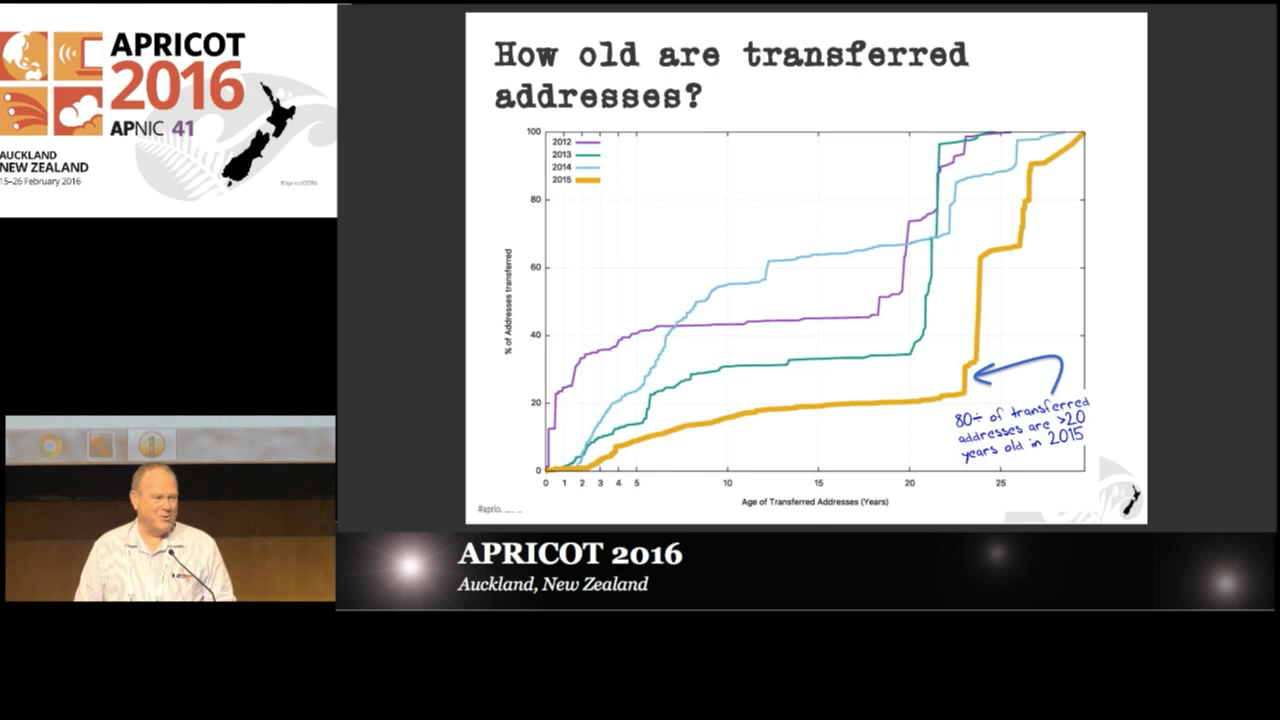 APRICOT
2016
APNIC 41
AUCKLAND
NEW ZEALAND
15–26 February 2016
#apricot2016
How old are transferred
addresses?
2012
2013
2014
2015
100
80
60
40
20
0
% of Addresses transferred
0 1 2 3 4 5 10 15 20 25
Age of Transferred Addresses (Years)
80÷ of transferred
addresses are >20
years old in 2015
APRICOT 2016
Auckland, New Zealand